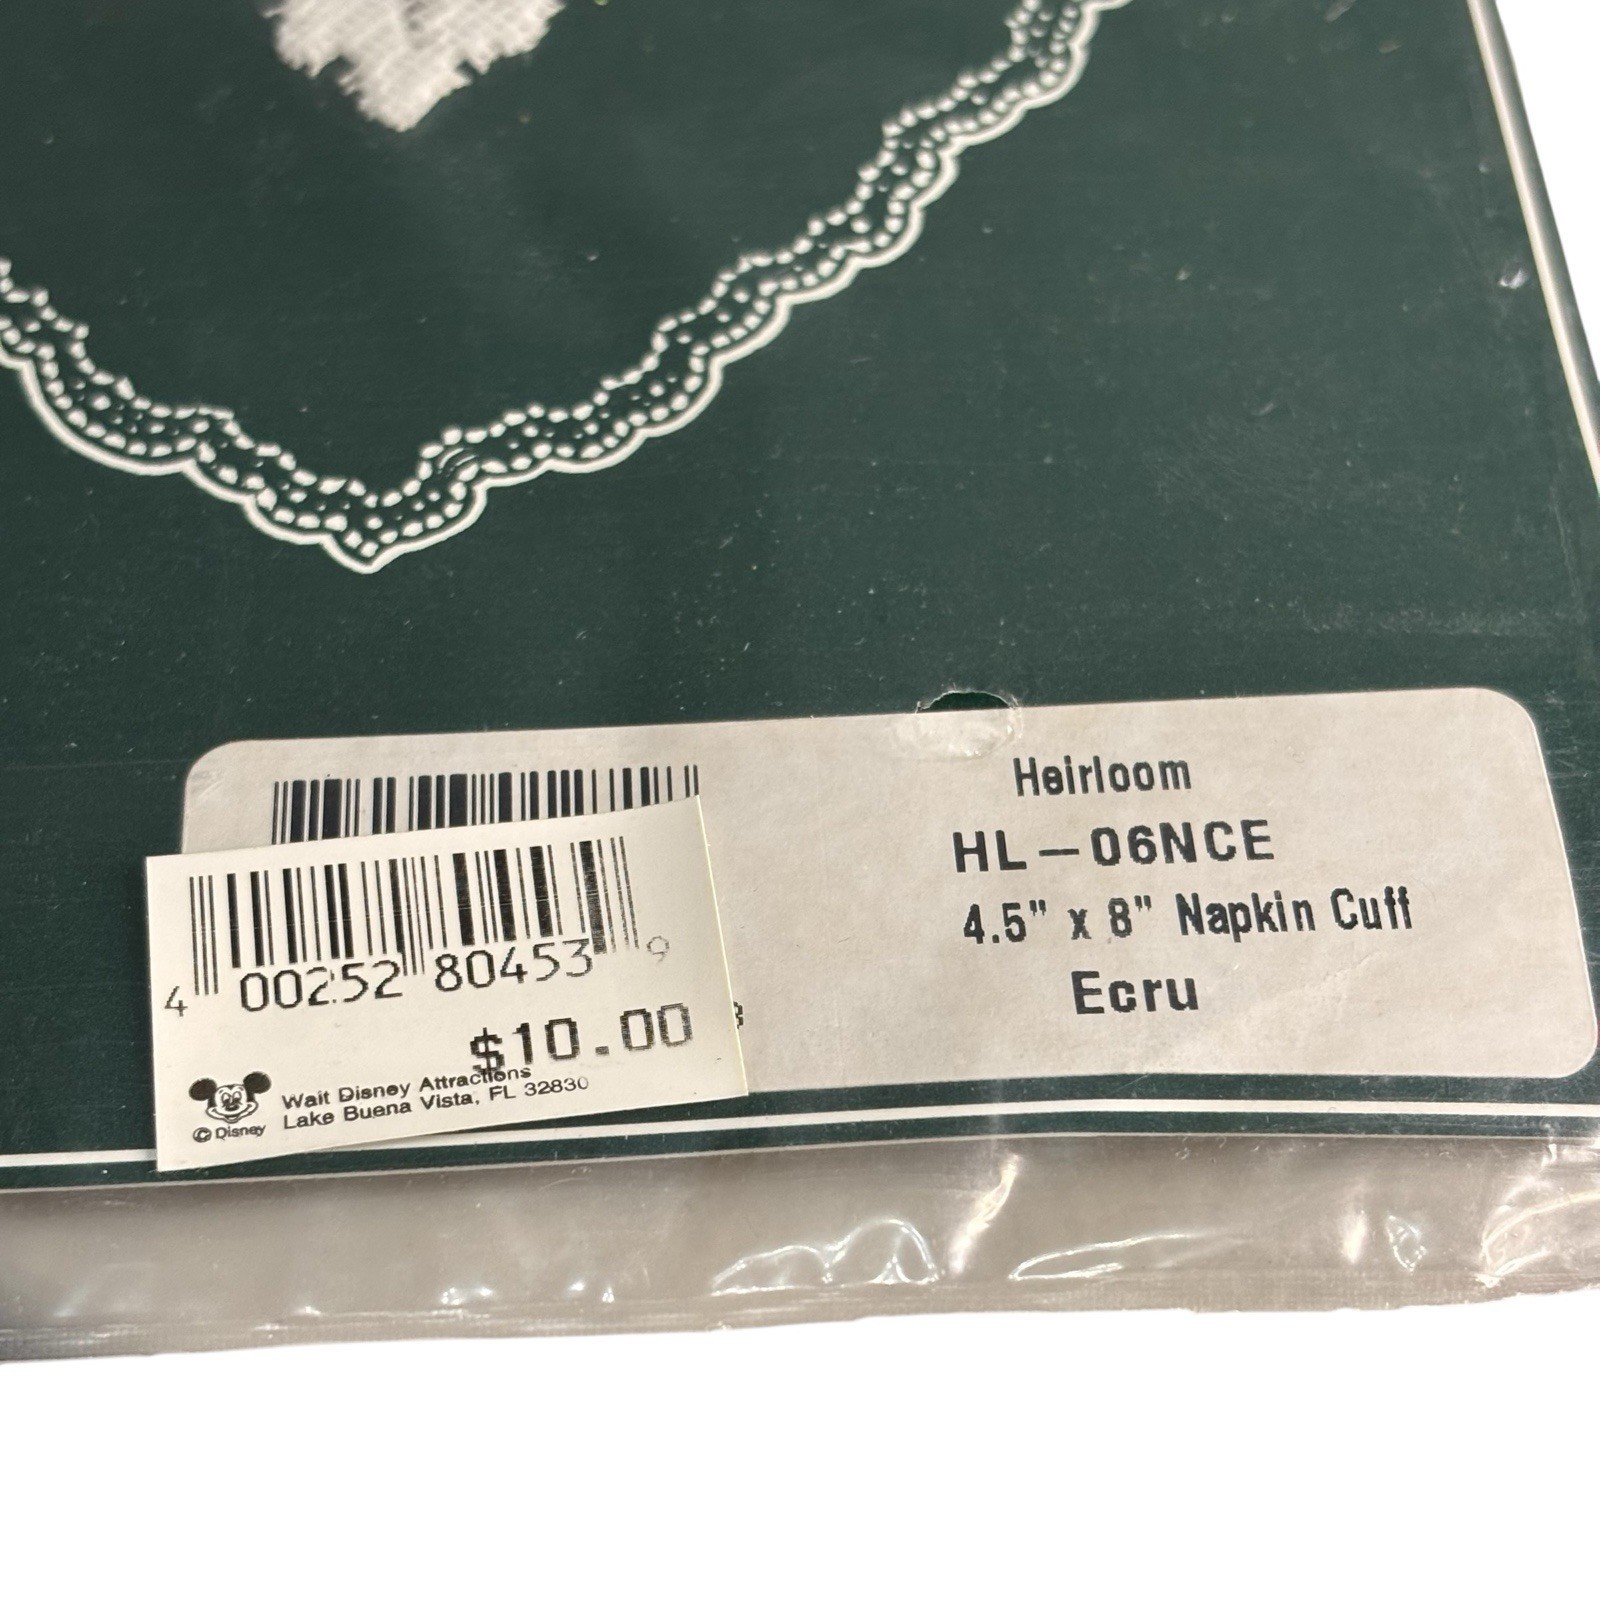 Heirloom
HL-06NCE
4.5" x 8" Napkin Cuff
Ecru
4 00252 80453 9
$10.00
Walt Disney Attractions
Lake Buena Vista, FL 32830
© Disney